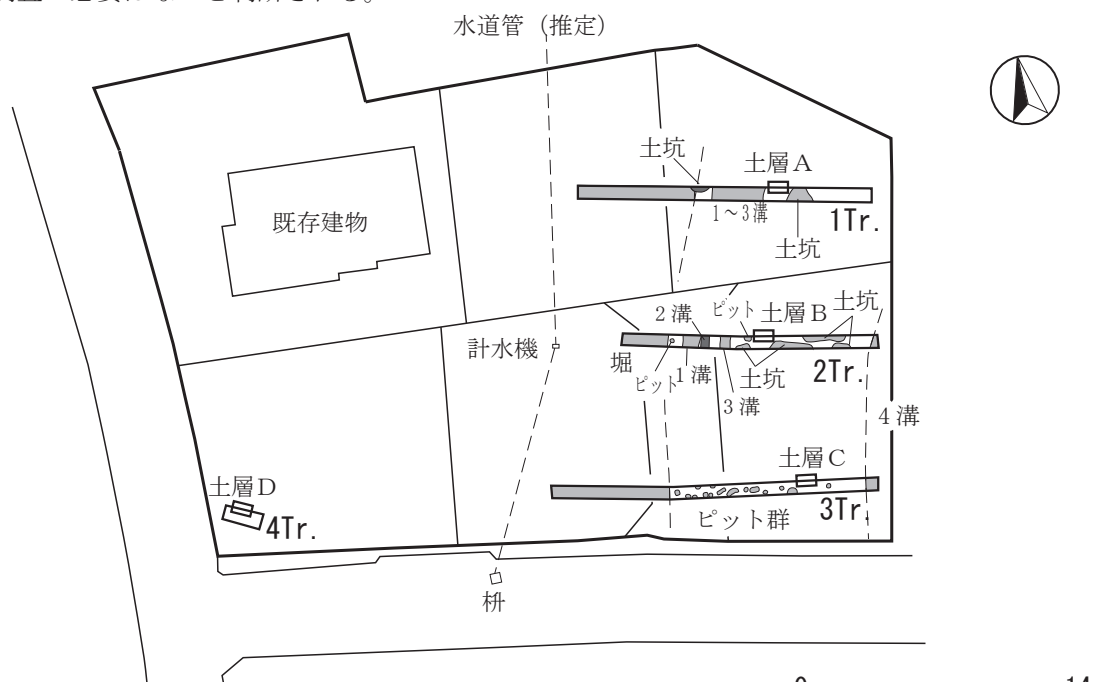 水道管（推定）
土坑
土層A
既存建物
1～3溝
1Tr.
土坑
2溝
ピット
土層B
土坑
計水機
堀
ピット
1溝
土坑
2Tr.
3溝
4溝
土層C
土層D
4Tr.
ピット群
3Tr.
枡